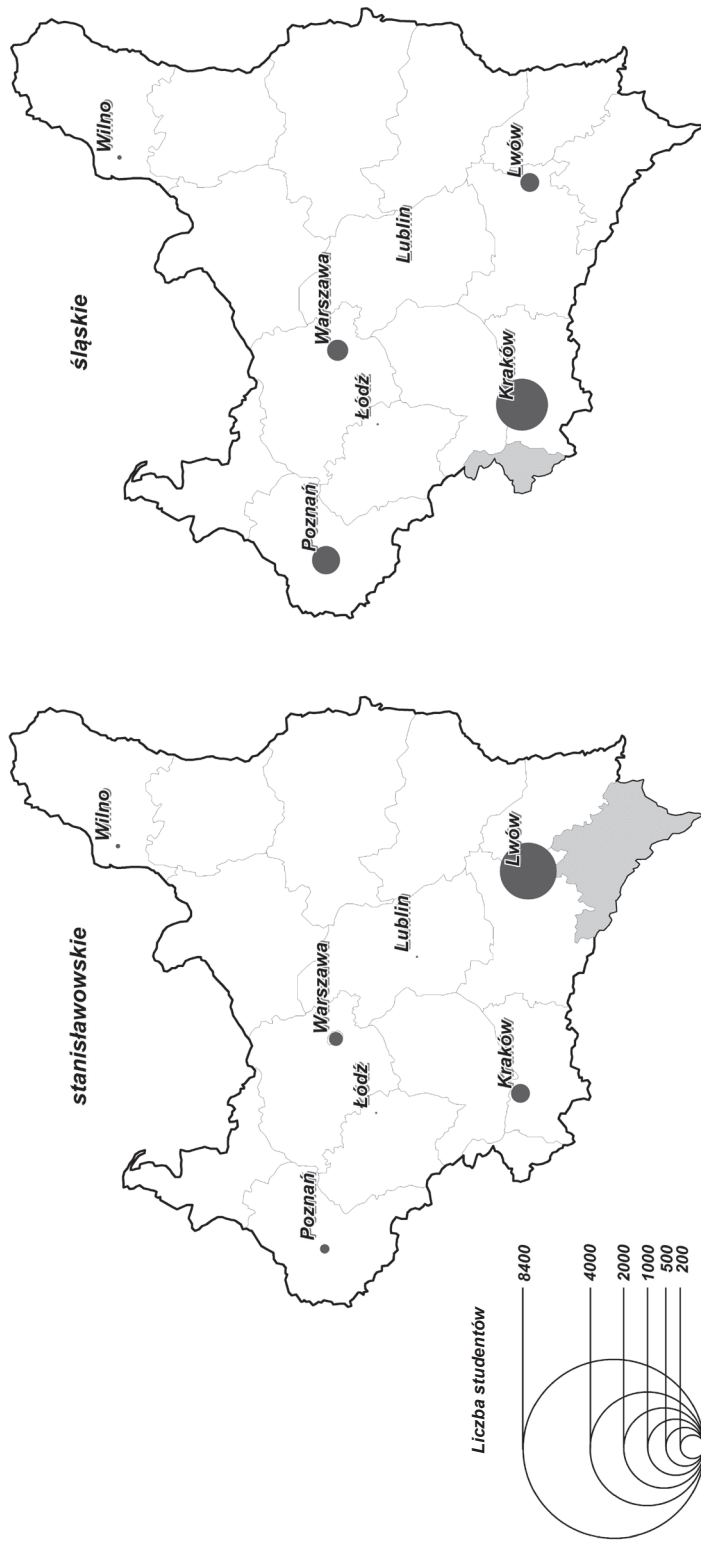 stanisławowskie
Wilno
Warszawa
Poznań
Łódź
Lublin
Kraków
Lwów
śląskie
Wilno
Warszawa
Poznań
Łódź
Lublin
Kraków
Lwów
Liczba studentów
8400
4000
2000
1000
500
200